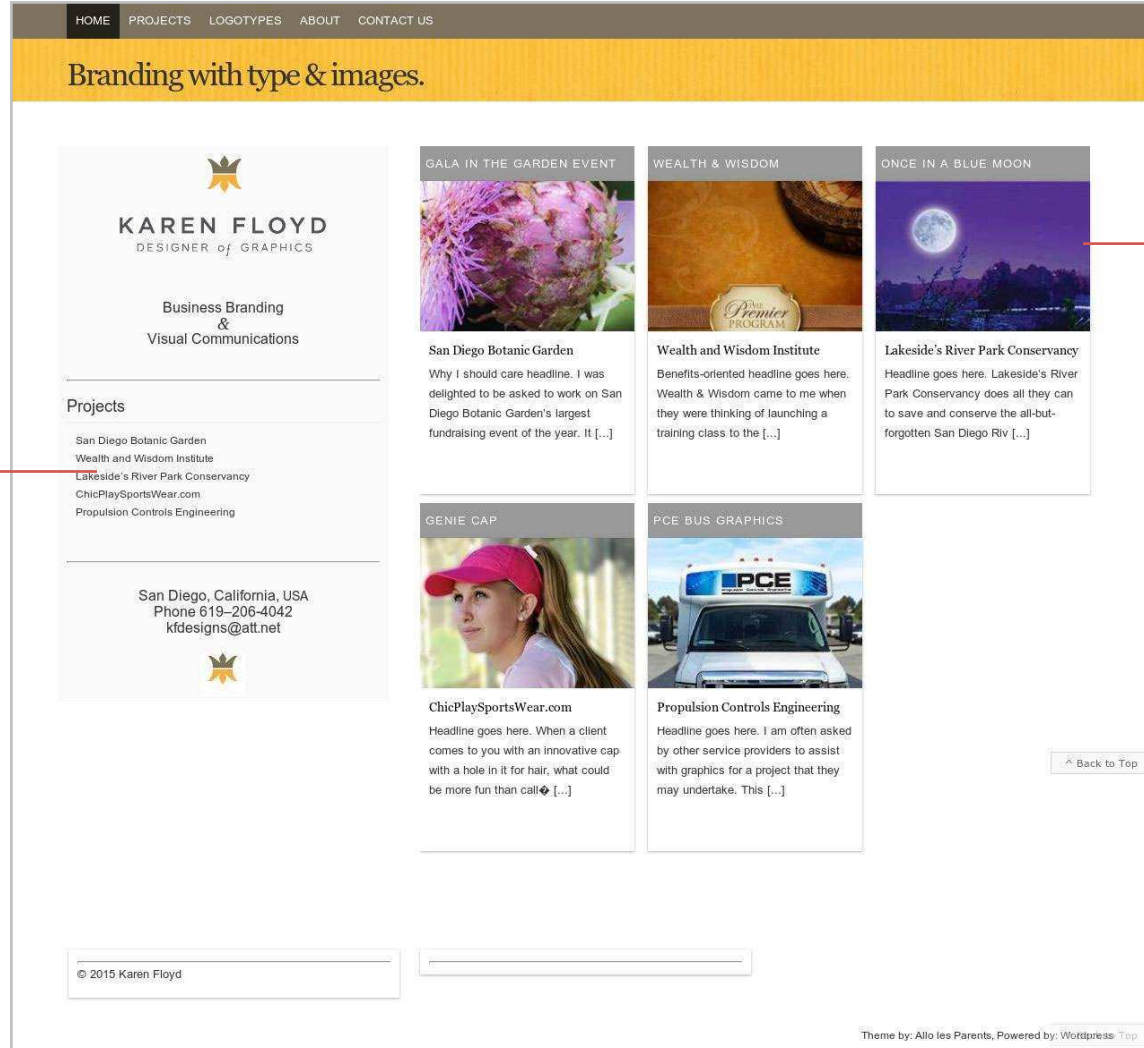 HOME PROJECTS LOGOTYPES ABOUT CONTACT US
Branding with type & images.
KAREN FLOYD
DESIGNER of GRAPHICS
Business Branding
&
Visual Communications
Projects
San Diego Botanic Garden
Wealth and Wisdom Institute
Lakeside's River Park Conservancy
ChicPlaySportsWear.com
Propulsion Controls Engineering
San Diego, California, USA
Phone 619–206-4042
kfdesigns@att.net
GALA IN THE GARDEN EVENT
San Diego Botanic Garden
Why I should care headline. I was
delighted to be asked to work on San
Diego Botanic Garden's largest
fundraising event of the year. It [...]
WEALTH & WISDOM
THE
Premier
PROGRAM
Wealth and Wisdom Institute
Benefits-oriented headline goes here.
Wealth & Wisdom came to me when
they were thinking of launching a
training class to the [...]
ONCE IN A BLUE MOON
Lakeside's River Park Conservancy
Headline goes here. Lakeside's River
Park Conservancy does all they can
to save and conserve the all-but-
forgotten San Diego Riv [...]
GENIE CAP
ChicPlaySportsWear.com
Headline goes here. When a client
comes to you with an innovative cap
with a hole in it for hair, what could
be more fun than call� [...]
PCE BUS GRAPHICS
PCE
Propulsion Controls Engineering
Propulsion Controls Engineering
Headline goes here. I am often asked
by other service providers to assist
with graphics for a project that they
may undertake. This [...]
^ Back to Top
© 2015 Karen Floyd
Theme by: Allo les Parents, Powered by: Wordpress
^ Back to Top